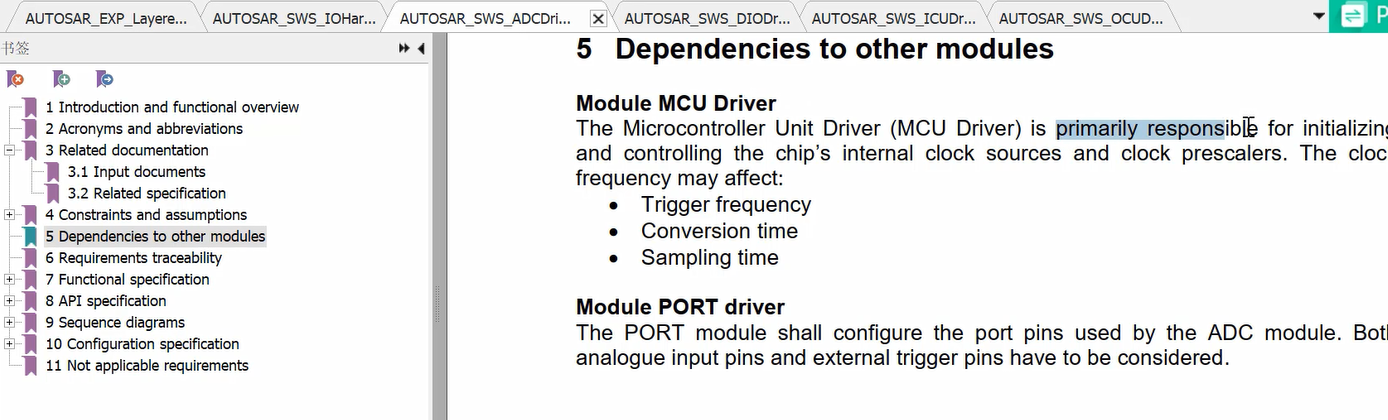 AUTOSAR_EXP_Layere...
AUTOSAR_SWS_IOHar...
AUTOSAR_SWS_ADCDri...
AUTOSAR_SWS_DIODr...
AUTOSAR_SWS_ICUDr...
AUTOSAR_SWS_OCUD...
书签
1 Introduction and functional overview
2 Acronyms and abbreviations
3 Related documentation
3.1 Input documents
3.2 Related specification
4 Constraints and assumptions
5 Dependencies to other modules
6 Requirements traceability
7 Functional specification
8 API specification
9 Sequence diagrams
10 Configuration specification
11 Not applicable requirements
5 Dependencies to other modules
Module MCU Driver
The Microcontroller Unit Driver (MCU Driver) is primarily responsible for initializing
and controlling the chip's internal clock sources and clock prescalers. The cloc
frequency may affect:
• Trigger frequency
• Conversion time
• Sampling time
Module PORT driver
The PORT module shall configure the port pins used by the ADC module. Both
analogue input pins and external trigger pins have to be considered.